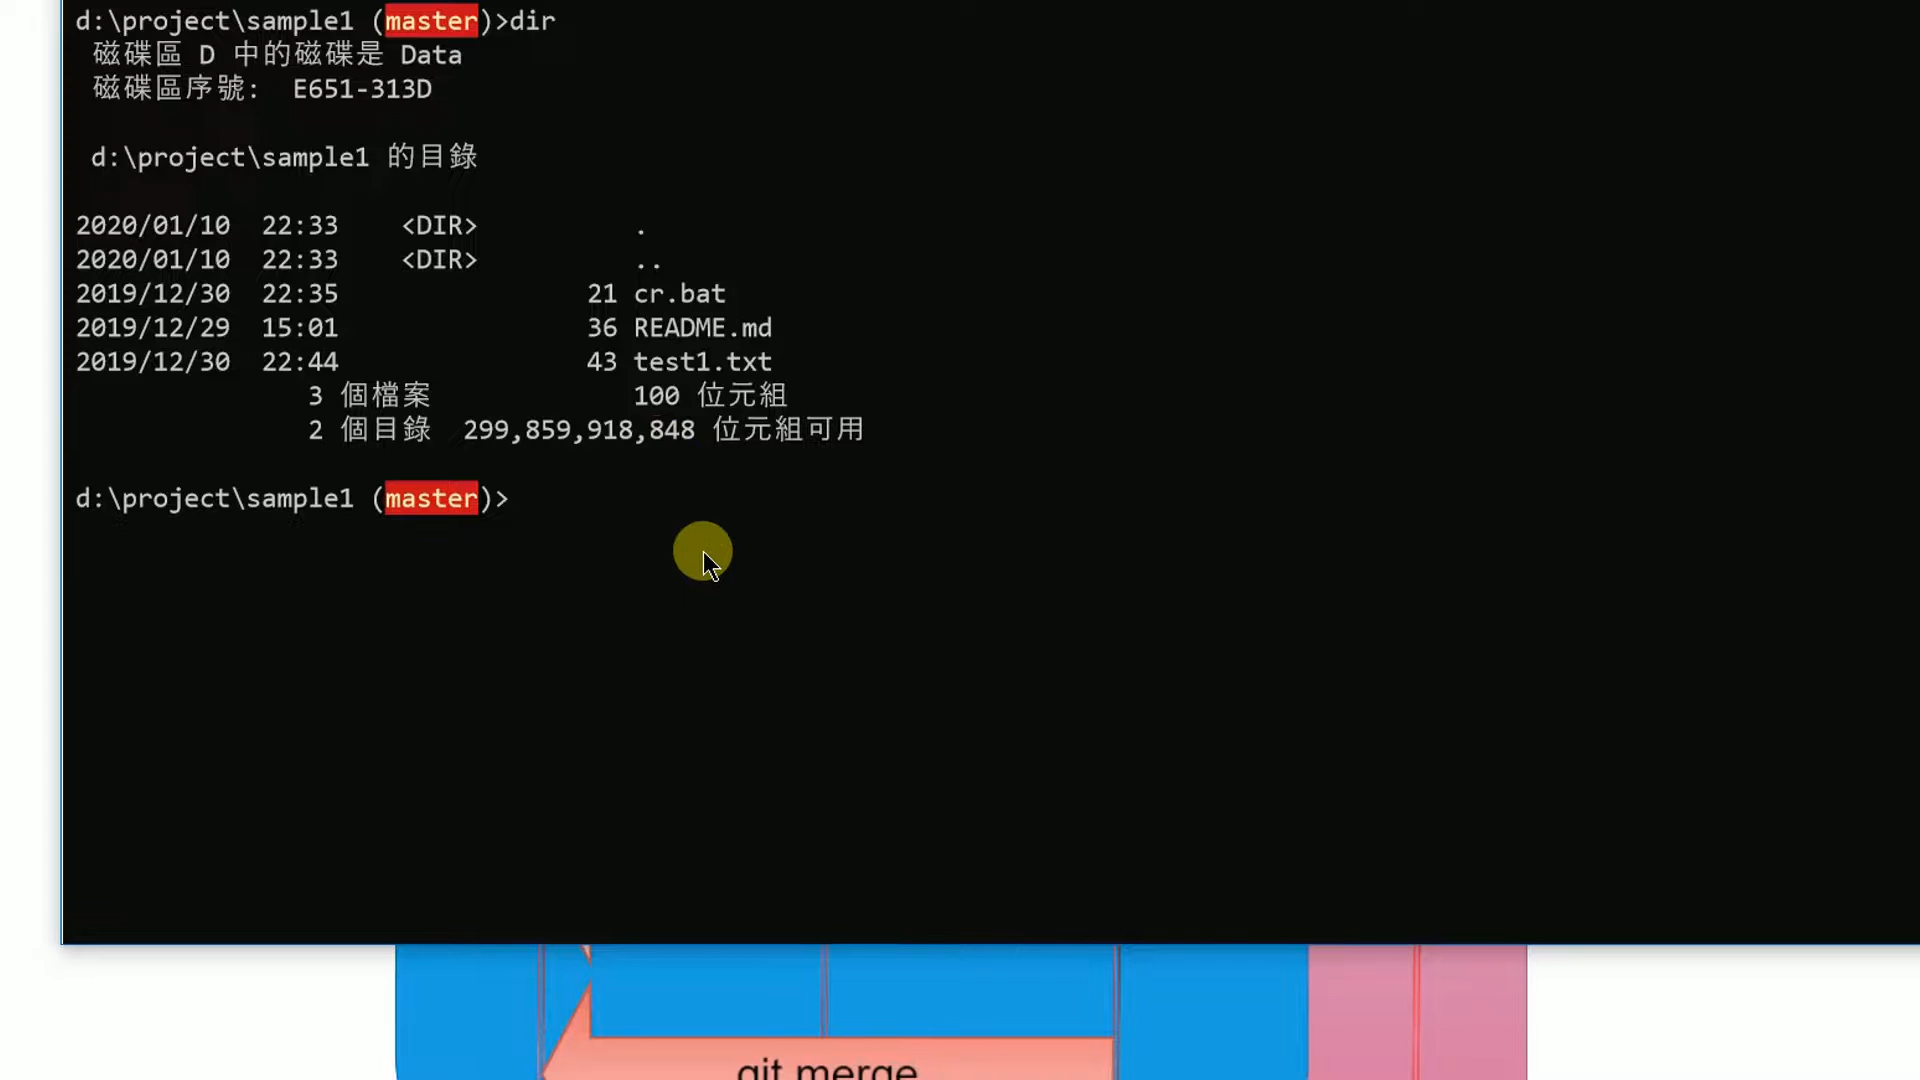 d:\project\sample1 (master)>dir
磁碟區 D 中的磁碟是 Data
磁碟區序號:  E651-313D
d:\project\sample1 的目錄
2020/01/10  22:33    <DIR>          .
2020/01/10  22:33    <DIR>          ..
2019/12/30  22:35                21 cr.bat
2019/12/29  15:01                36 README.md
2019/12/30  22:44                43 test1.txt
3 個檔案             100 位元組
2 個目錄  299,859,918,848 位元組可用
d:\project\sample1 (master)>
git merge